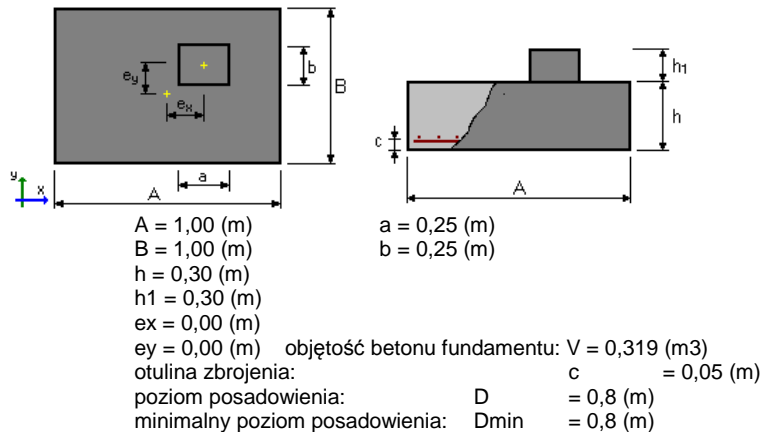 ey
ex
b
B
a
A
y
x
h1
h
c
A
A = 1,00 (m) a = 0,25 (m)
B = 1,00 (m) b = 0,25 (m)
h = 0,30 (m)
h1 = 0,30 (m)
ex = 0,00 (m)
ey = 0,00 (m) objętość betonu fundamentu: V = 0,319 (m3)
otulina zbrojenia: c = 0,05 (m)
poziom posadowienia: D = 0,8 (m)
minimalny poziom posadowienia: Dmin = 0,8 (m)